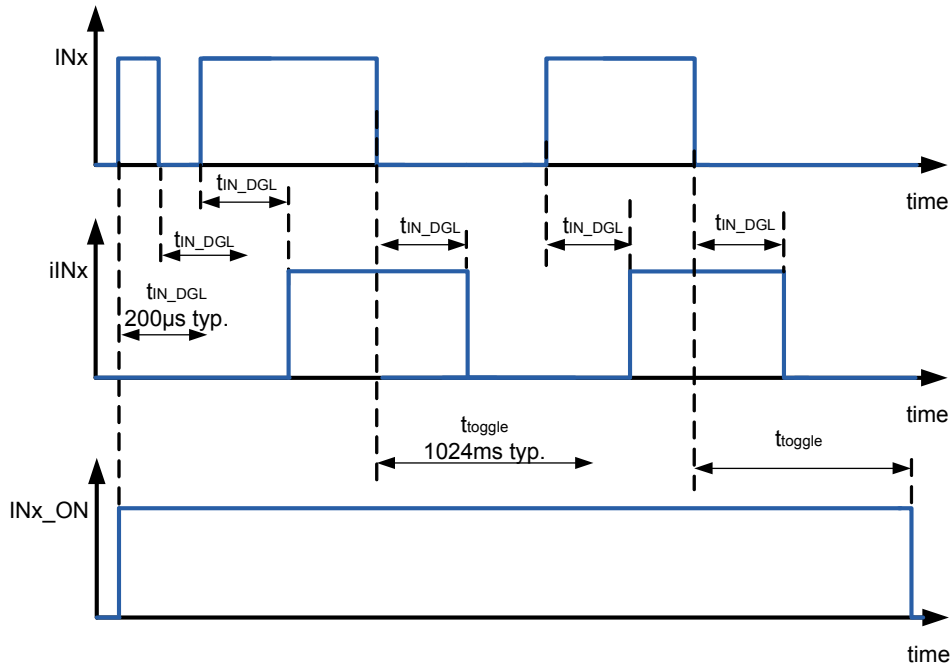 INx
time
tIN_DGL
tIN_DGL
tIN_DGL
tIN_DGL
tIN_DGL
iINx
tIN_DGL
200µs typ.
time
ttoggle
1024ms typ.
ttoggle
INx_ON
time